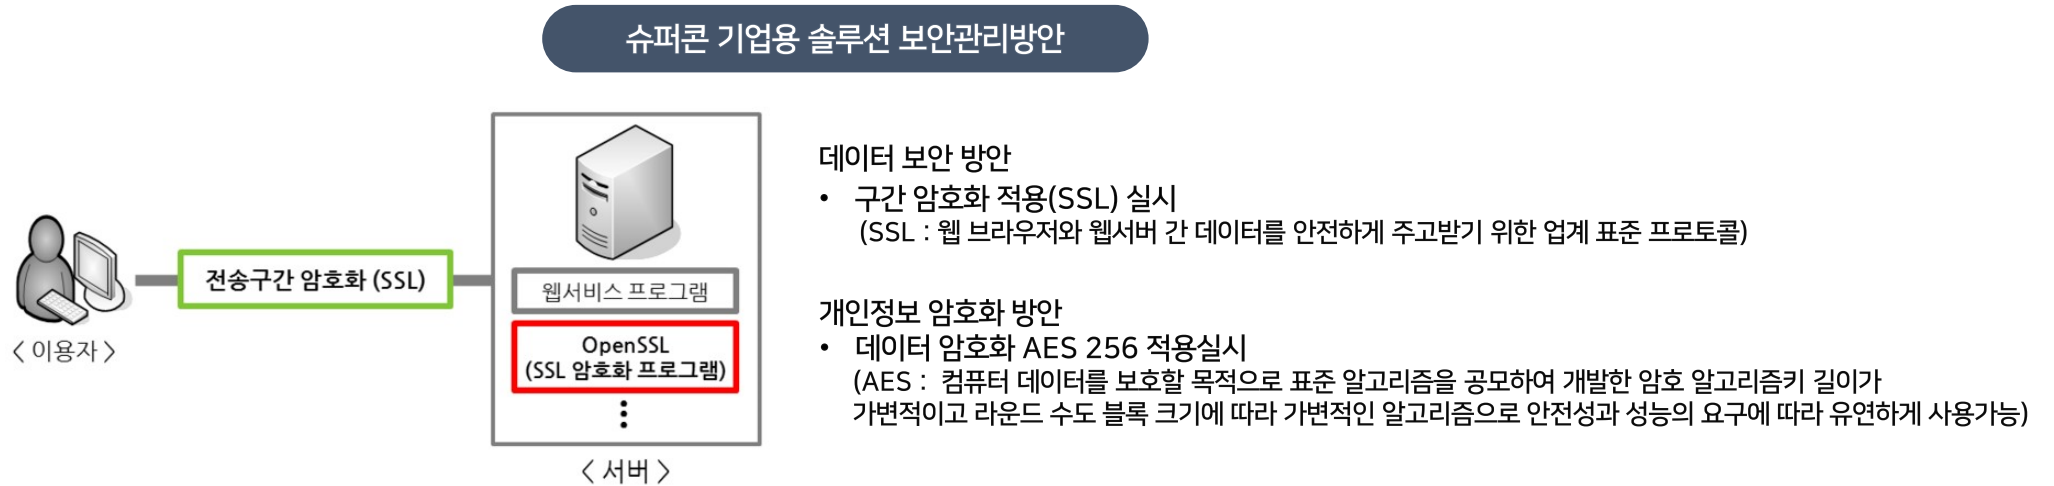 슈퍼콘 기업용 솔루션 보안관리방안
데이터 보안 방안
• 구간 암호화 적용(SSL) 실시
(SSL : 웹 브라우저와 웹서버 간 데이터를 안전하게 주고받기 위한 업계 표준 프로토콜)
개인정보 암호화 방안
• 데이터 암호화 AES 256 적용실시
(AES : 컴퓨터 데이터를 보호할 목적으로 표준 알고리즘을 공모하여 개발한 암호 알고리즘키 길이가
가변적이고 라운드 수도 블록 크기에 따라 가변적인 알고리즘으로 안전성과 성능의 요구에 따라 유연하게 사용가능)
전송구간 암호화 (SSL)
웹서비스 프로그램
OpenSSL
(SSL 암호화 프로그램)
< 이용자 >
< 서버 >